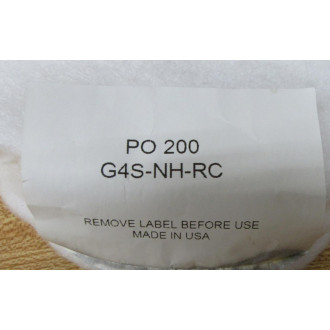 PO 200
G4S-NH-RC
REMOVE LABEL BEFORE USE
MADE IN USA